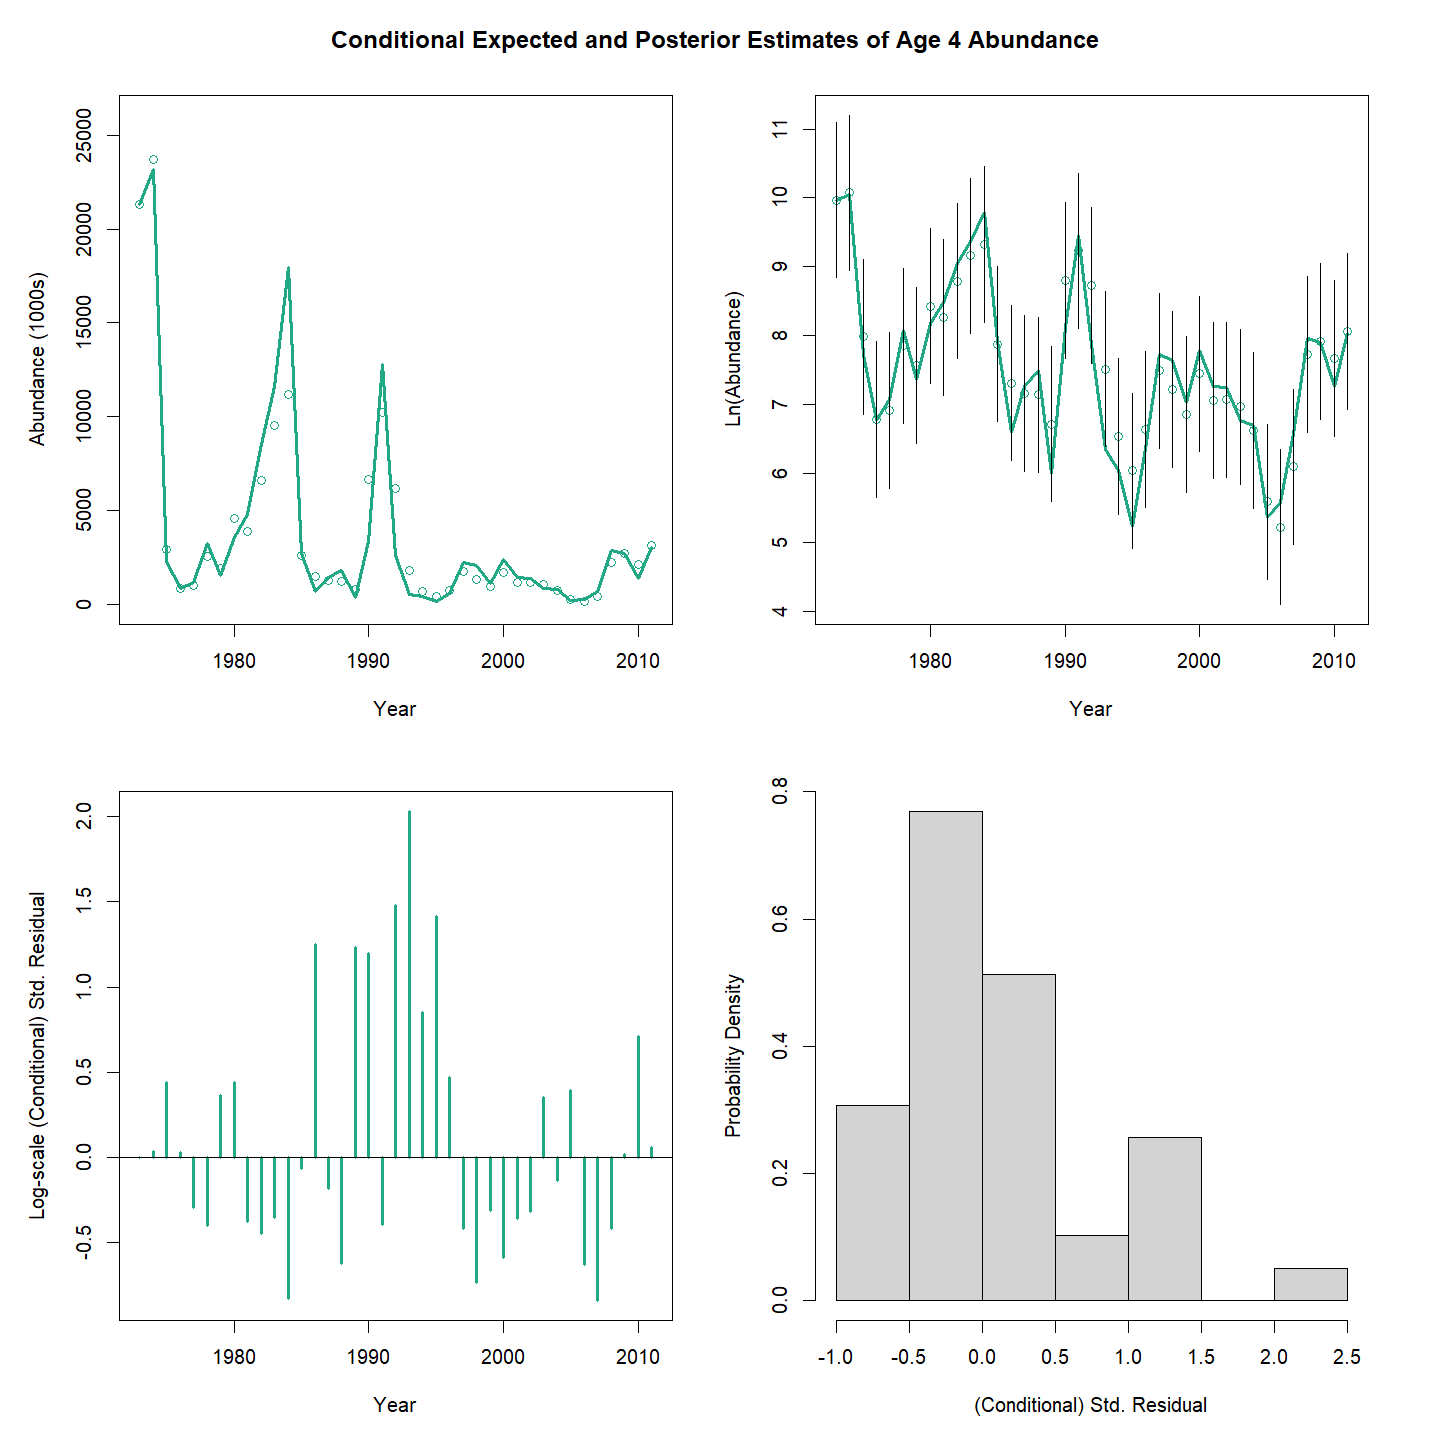 Conditional Expected and Posterior Estimates of Age 4 Abundance
Abundance (1000s)
25000
20000
15000
10000
5000
0
1980 1990 2000 2010
Year
Ln(Abundance)
11
10
9
8
7
6
5
4
1980 1990 2000 2010
Year
Log-scale (Conditional) Std. Residual
2.0
1.5
1.0
0.5
0.0
-0.5
1980 1990 2000 2010
Year
Probability Density
0.8
0.6
0.4
0.2
0.0
-1.0 -0.5 0.0 0.5 1.0 1.5 2.0 2.5
(Conditional) Std. Residual